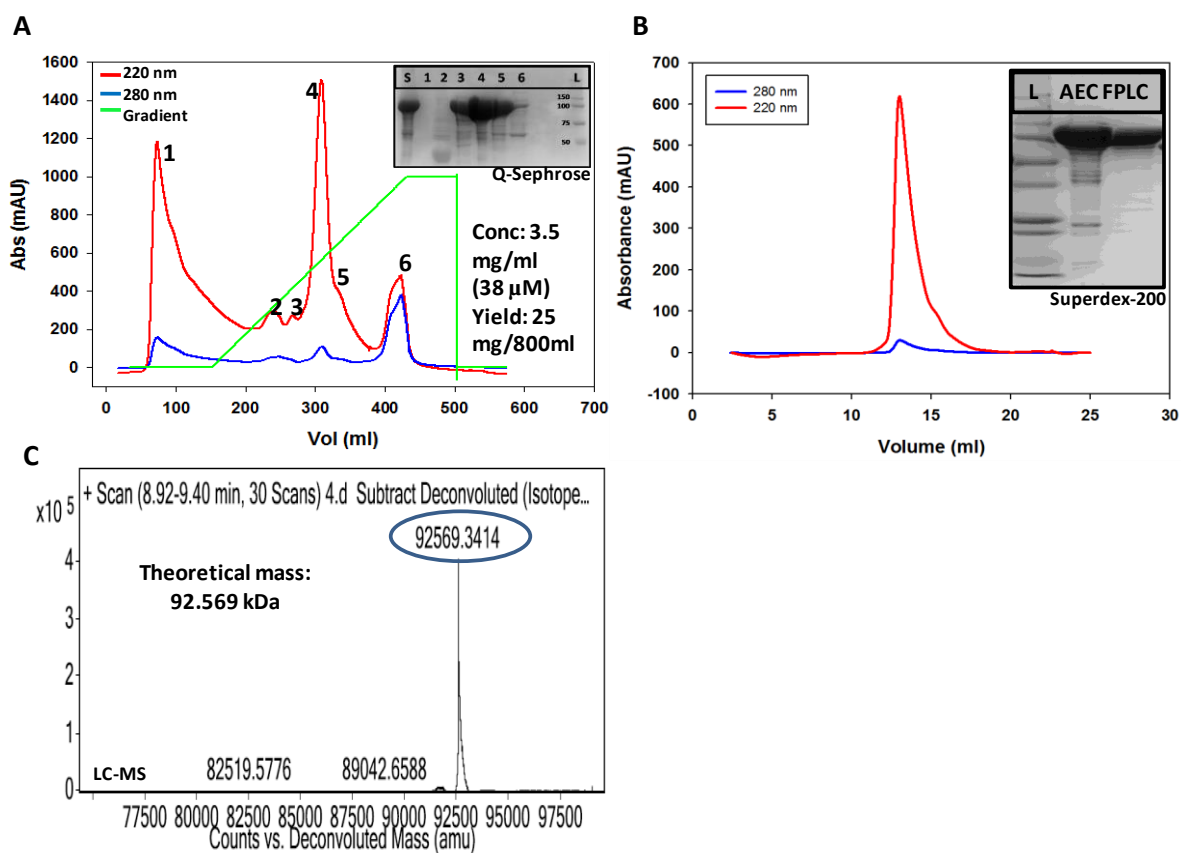 A
1600
1400
1200
1000
800
600
400
200
0
Abs (mAU)
220 nm
280 nm
Gradient
1
2
3
4
5
6
S 1 2 3 4 5 6 L
150
100
75
50
Q-Sephrose
Conc: 3.5
mg/ml
(38 µM)
Yield: 25
mg/800ml
0 100 200 300 400 500 600 700
Vol (ml)
B
700
600
500
400
300
200
100
0
-100
Absorbance (mAU)
280 nm
220 nm
L AEC FPLC
Superdex-200
0 5 10 15 20 25 30
Volume (ml)
C
+ Scan (8.92-9.40 min, 30 Scans) 4.d Subtract Deconvoluted (Isotope...
x10 5
92569.3414
4
3
2
1
0
Theoretical mass:
92.569 kDa
LC-MS
82519.5776 89042.6588
77500 80000 82500 85000 87500 90000 92500 95000 97500
Counts vs. Deconvoluted Mass (amu)